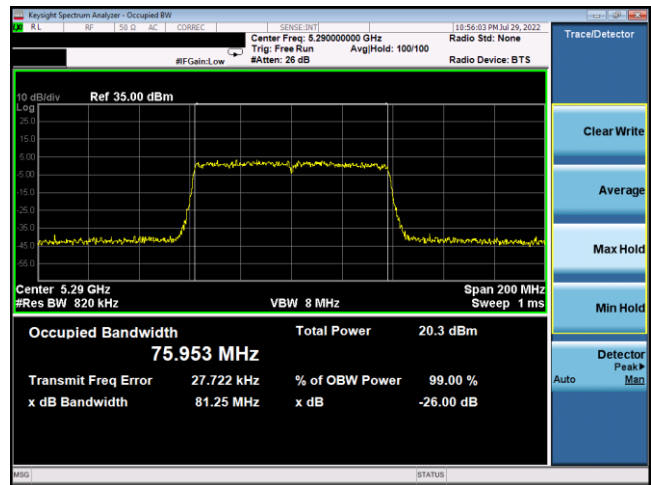 Keysight Spectrum Analyzer - Occupied BW
RL RF 50 Ω AC CORREC SENSE:INT 10:56:03 PM Jul 29, 2022
Center Freq: 5.290000000 GHz Radio Std: None
Trig: Free Run Avg|Hold: 100/100
#IFGain:Low #Atten: 26 dB Radio Device: BTS
Trace/Detector
10 dB/div Ref 35.00 dBm
Log
25.0
15.0
5.00
-5.00
-15.0
-25.0
-35.0
-45.0
-55.0
Center 5.29 GHz Span 200 MHz
#Res BW 820 kHz VBW 8 MHz Sweep 1 ms
Occupied Bandwidth Total Power 20.3 dBm
75.953 MHz
Transmit Freq Error 27.722 kHz % of OBW Power 99.00 %
x dB Bandwidth 81.25 MHz x dB -26.00 dB
Clear Write
Average
Max Hold
Min Hold
Detector
Peak▶
Auto Man
MSG STATUS